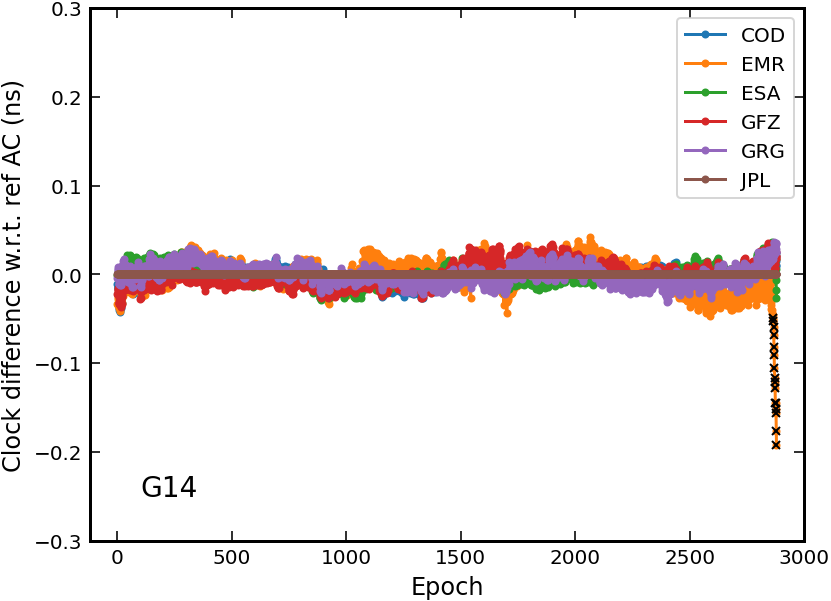 Clock difference w.r.t. ref AC (ns)
0.3
0.2
0.1
0.0
−0.1
−0.2
−0.3
COD
EMR
ESA
GFZ
GRG
JPL
G14
0 500 1000 1500 2000 2500 3000
Epoch